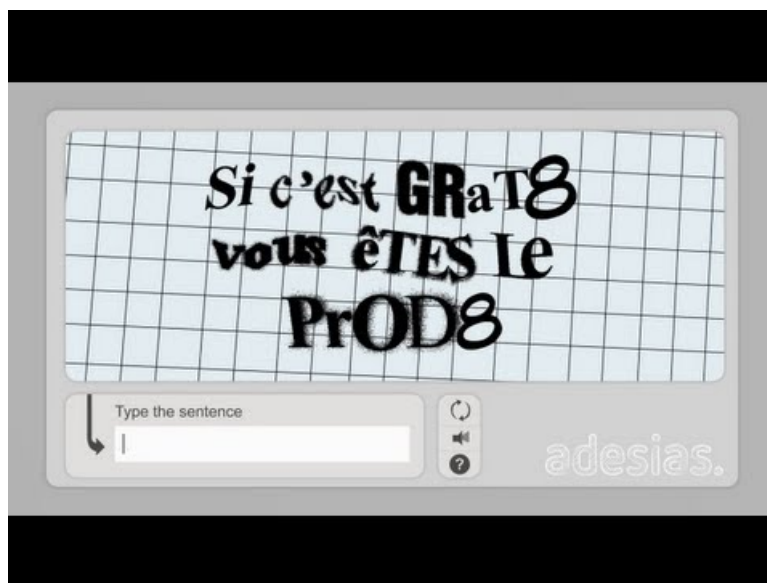 Si c'est GRaT8
vous êTES le
PrOD8
Type the sentence
?
adesias.